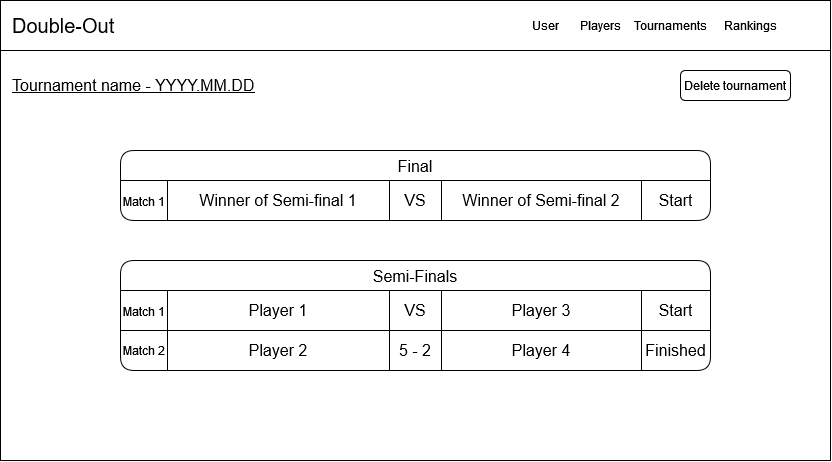 Double-Out User Players Tournaments Rankings
Tournament name - YYYY.MM.DD Delete tournament
Final
Match 1 Winner of Semi-final 1 VS Winner of Semi-final 2 Start
Semi-Finals
Match 1 Player 1 VS Player 3 Start
Match 2 Player 2 5 - 2 Player 4 Finished